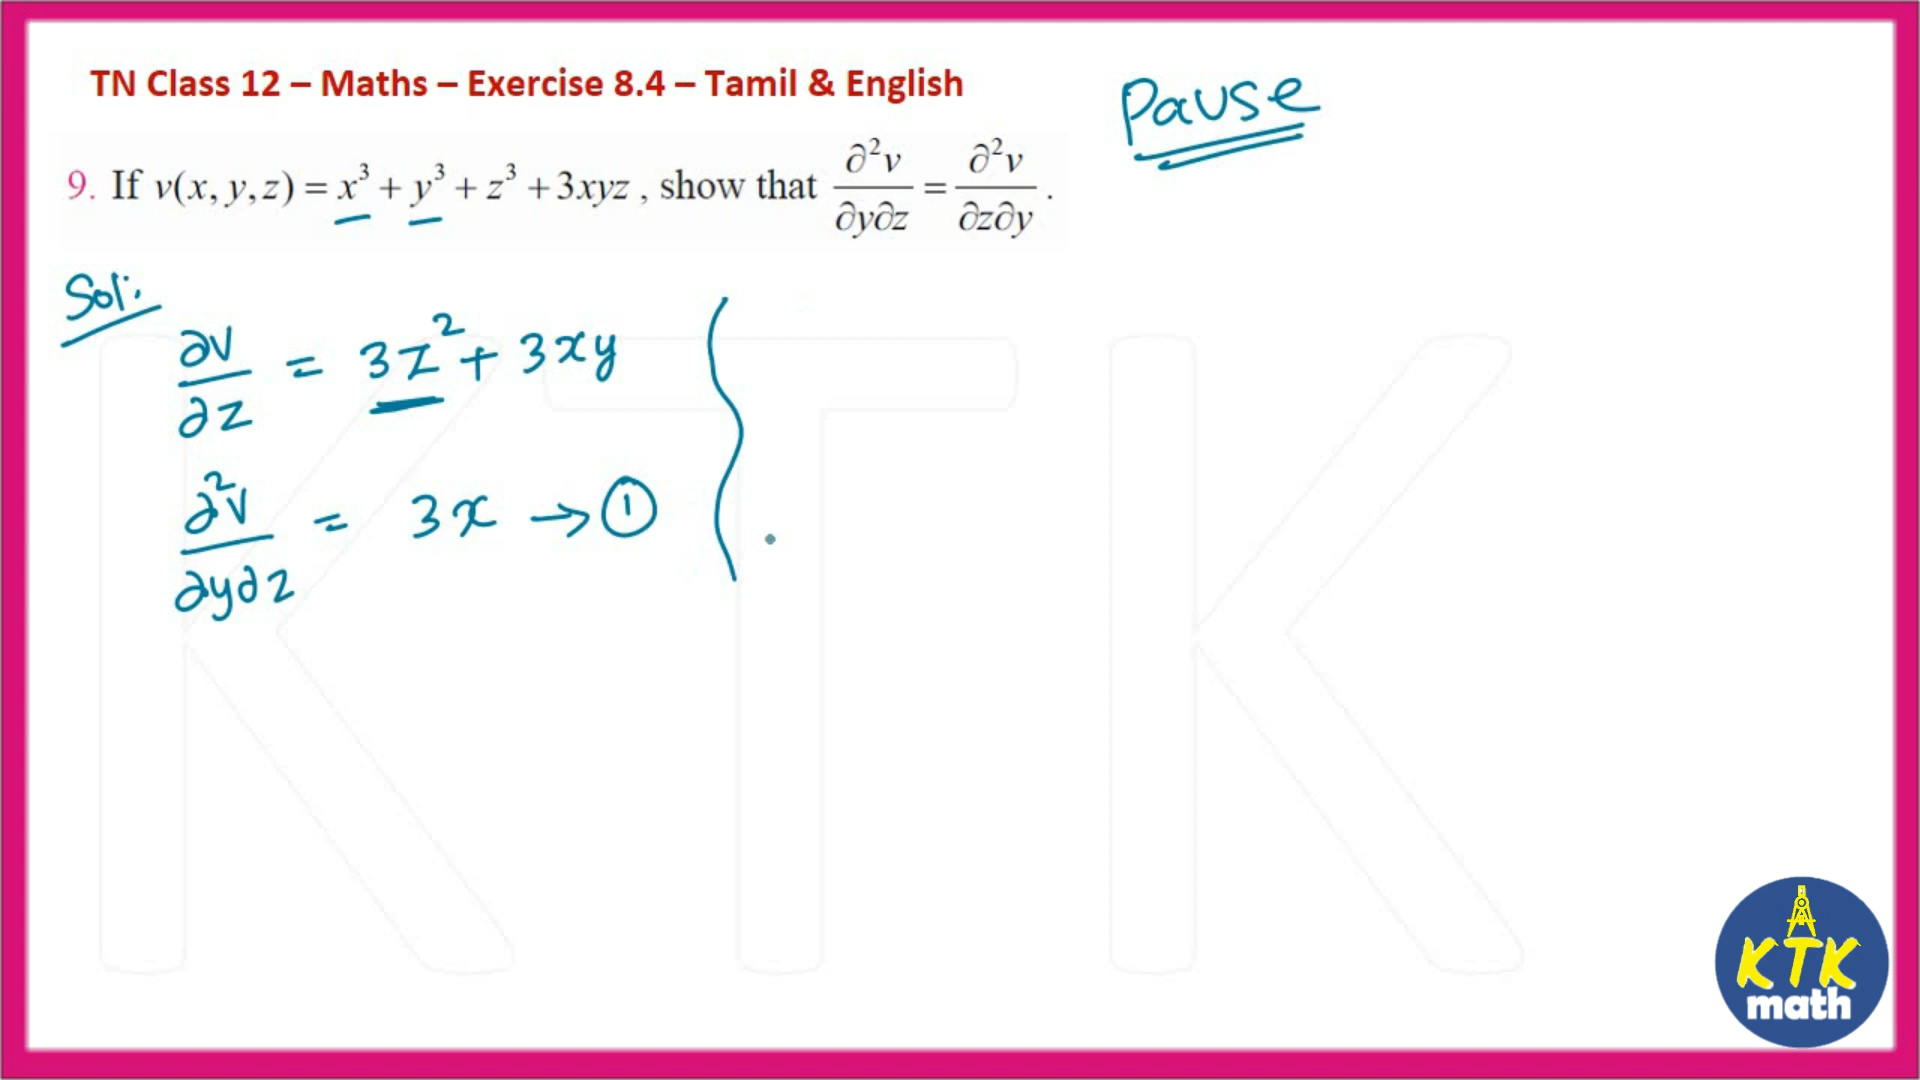 TN Class 12 – Maths – Exercise 8.4 – Tamil & English
Pause
9. If v(x, y, z) = x³ + y³ + z³ + 3xyz , show that ∂²v/∂y∂z = ∂²v/∂z∂y .
Sol:
∂v/∂z = 3z² + 3xy
∂²v/∂y∂z = 3x → ①
KTK
KTK
math